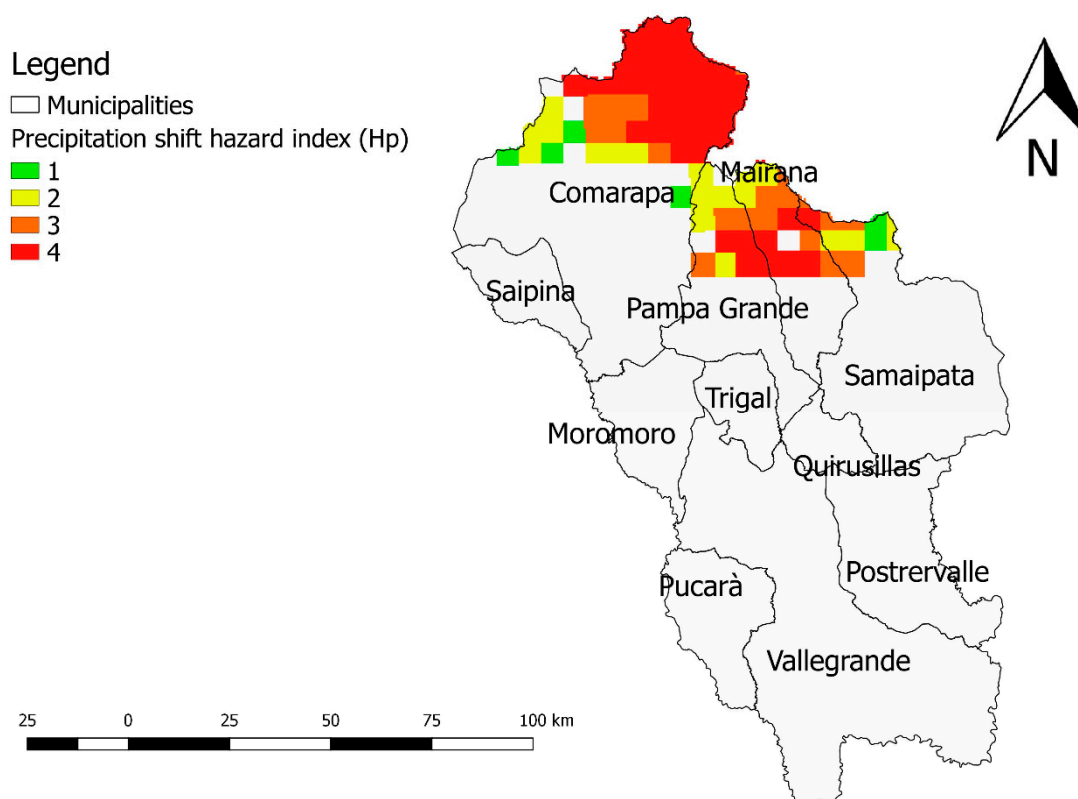 Legend
Municipalities
Precipitation shift hazard index (Hp)
1
2
3
4
N
Mairana
Comarapa
Saipina
Pampa Grande
Samaipata
Trigal
Moromoro
Quirusillas
Postrervalle
Pucarà
Vallegrande
25 0 25 50 75 100 km